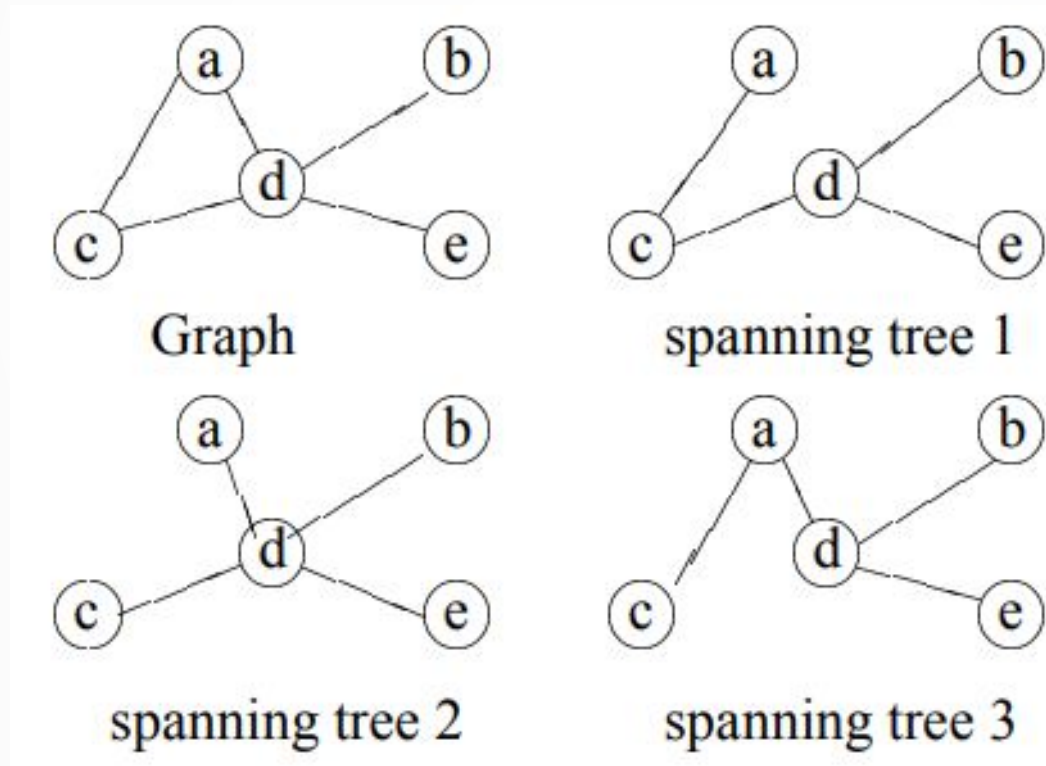 a b a b
d d
c e c e
Graph spanning tree 1
a b a b
d d
c e c e
spanning tree 2 spanning tree 3